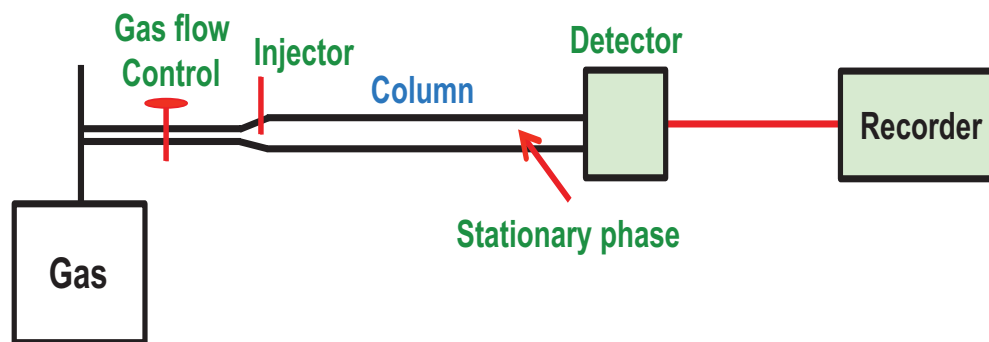 Gas flow
Control
Injector
Column
Detector
Recorder
Stationary phase
Gas